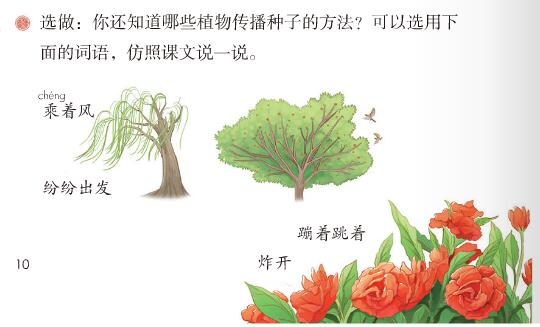 选做：你还知道哪些植物传播种子的方法？可以选用下
面的词语，仿照课文说一说。
chéng
乘着风
纷纷出发
蹦着跳着
炸开
10